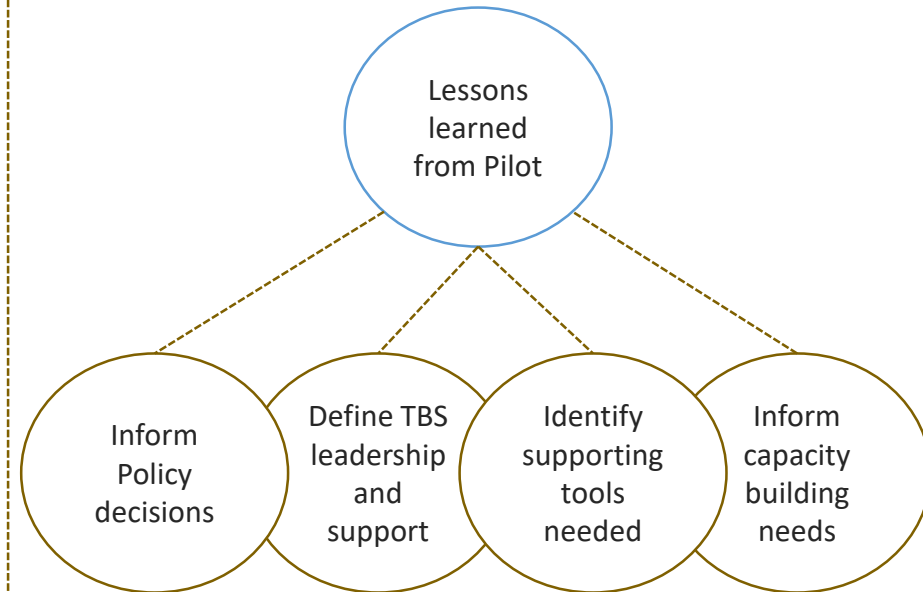 Lessons
learned
from Pilot
Inform
Policy
decisions
Define TBS
leadership
and
support
Identify
supporting
tools
needed
Inform
capacity
building
needs